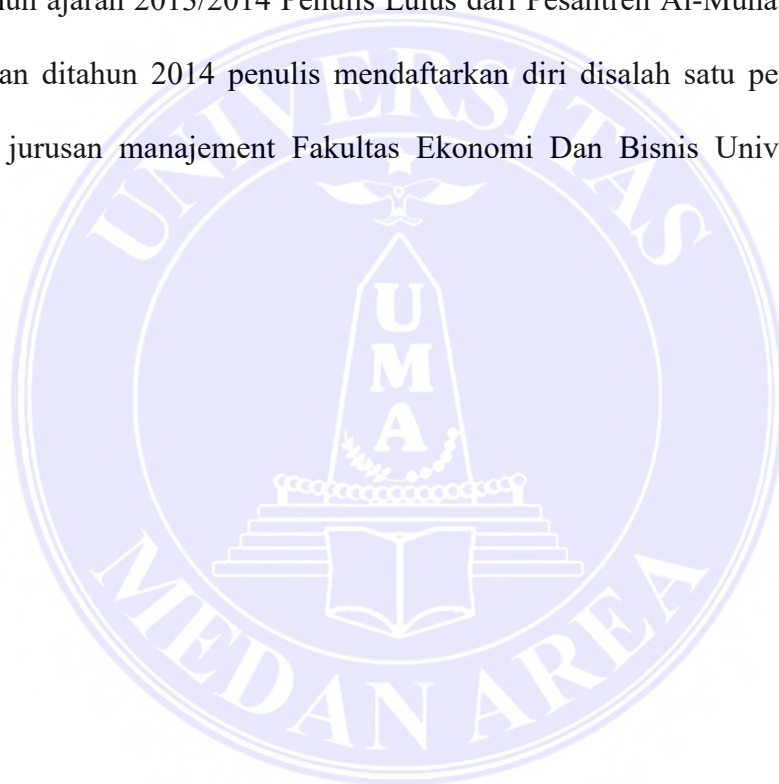 un ajaran 2013/2014 Penulis Lulus dari Pesantren Al-Muna
an ditahun 2014 penulis mendaftarkan diri disalah satu pe
jurusan manajement Fakultas Ekonomi Dan Bisnis Univ
UNIVERSITAS
U
M
A
MEDAN AREA